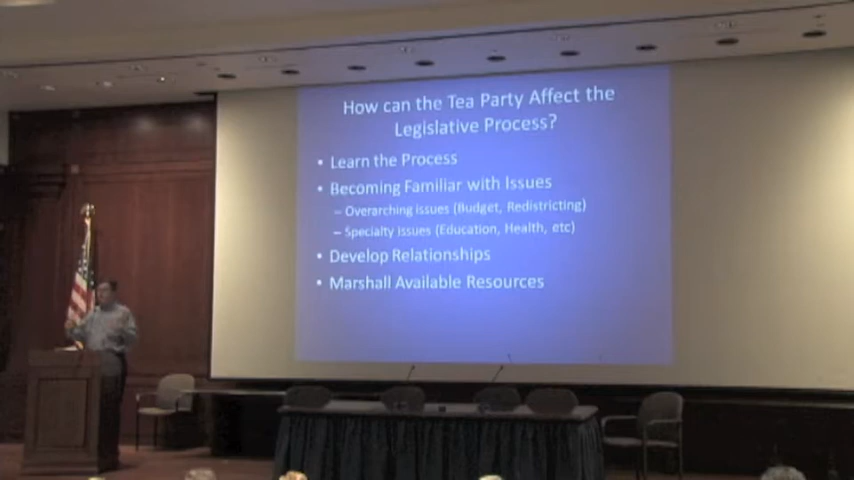 How can the Tea Party Affect the
Legislative Process?
• Learn the Process
• Becoming Familiar with Issues
– Overarching issues (Budget, Redistricting)
– Specialty issues (Education, Health, etc)
• Develop Relationships
• Marshall Available Resources